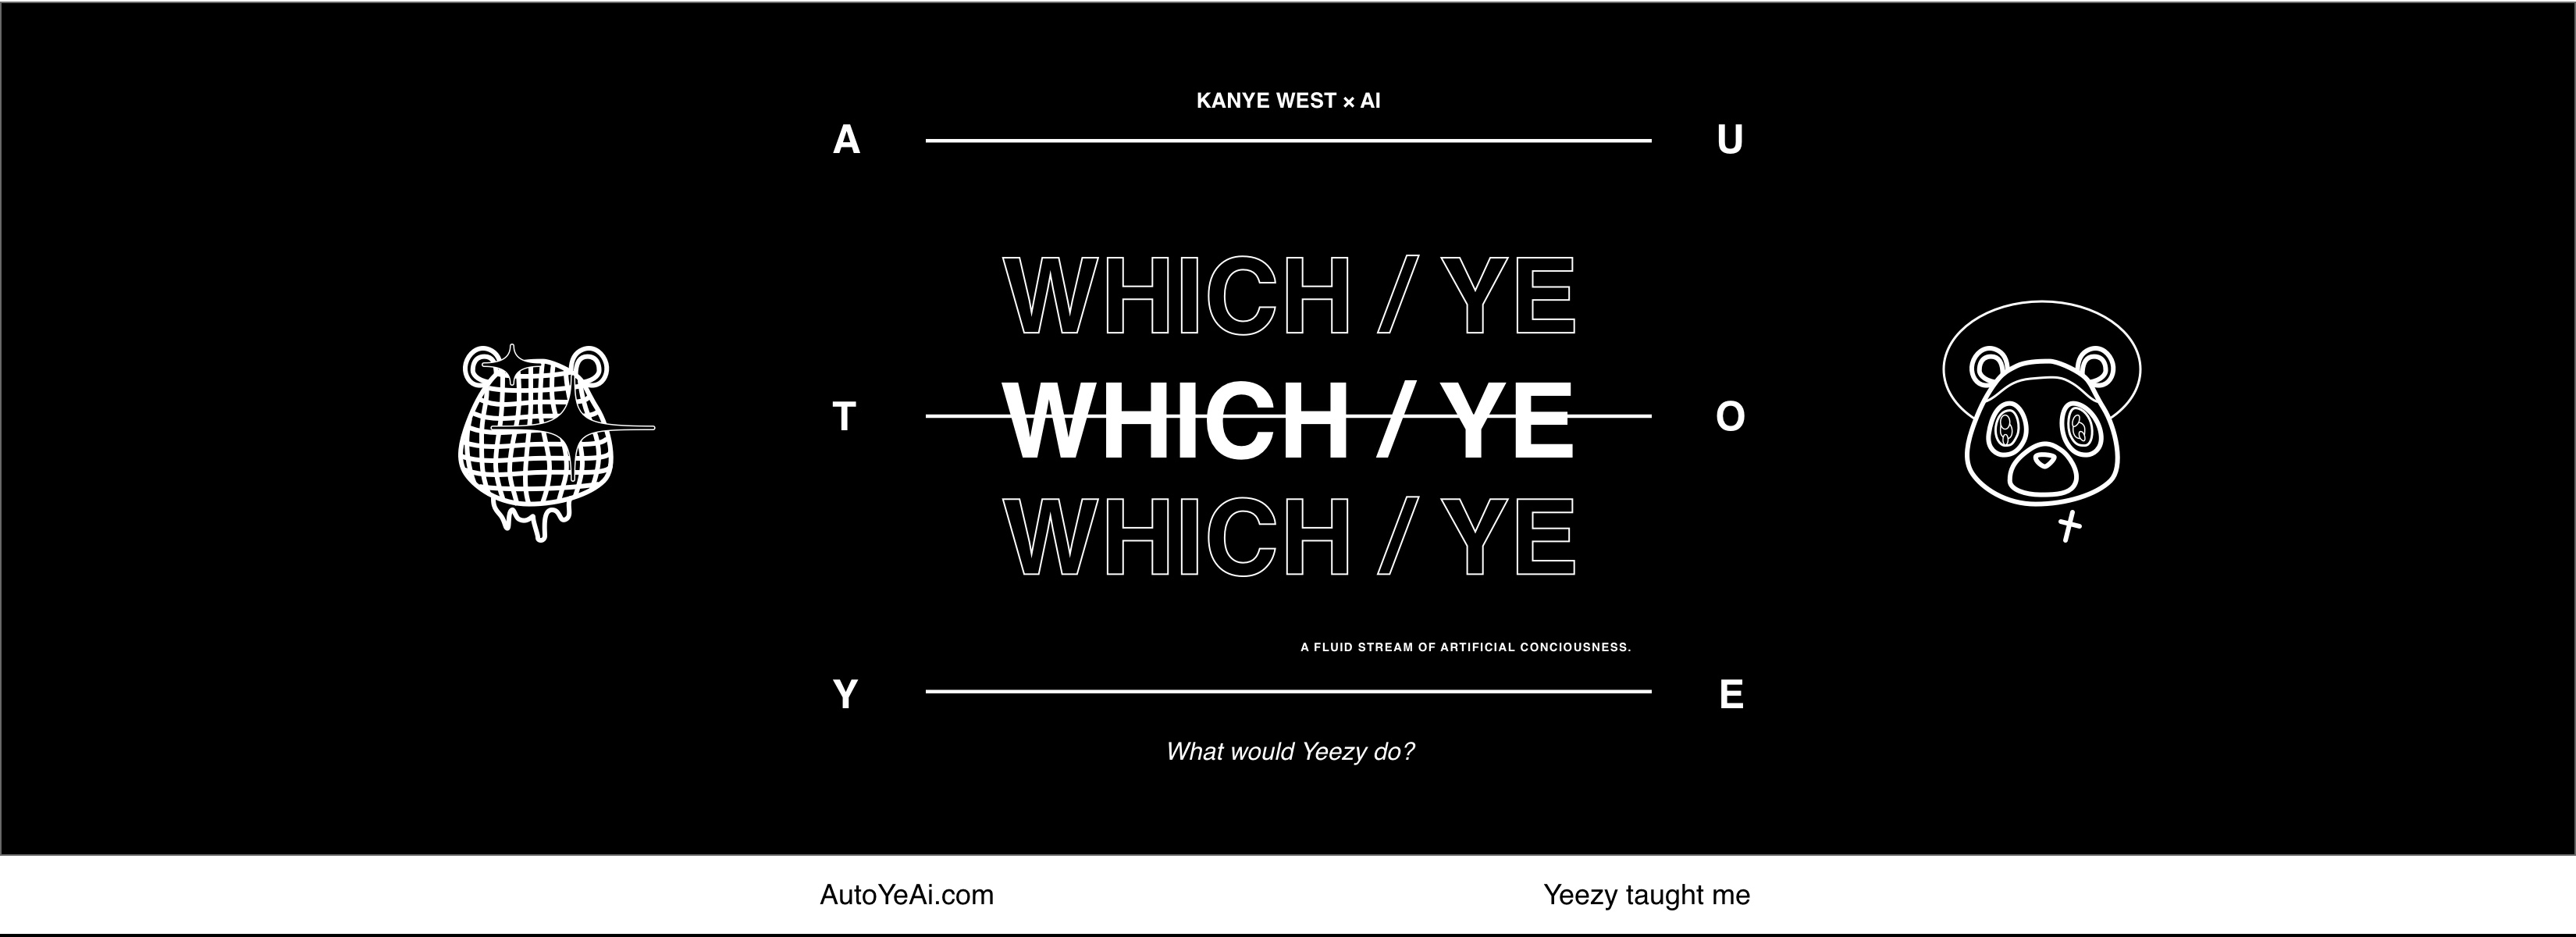 KANYE WEST × AI
A U
WHICH / YE
T WHICH / YE O
WHICH / YE
A FLUID STREAM OF ARTIFICIAL CONCIOUSNESS.
Y E
What would Yeezy do?
AutoYeAi.com Yeezy taught me